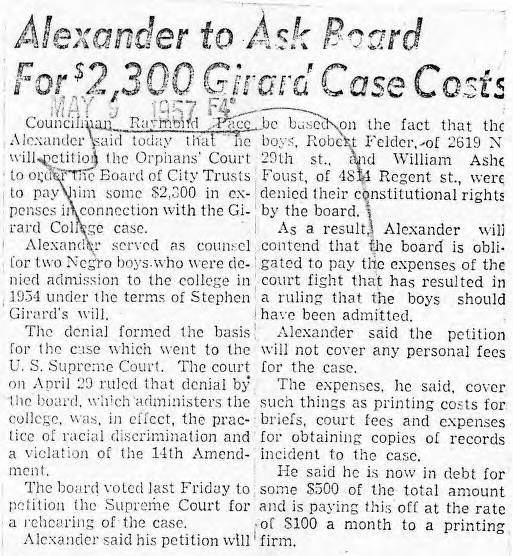 Alexander to Ask Board
For $2,300 Girard Case Costs
MAY 1957
Councilman Raymond Pace
Alexander said today that he
will petition the Orphans' Court
to order the Board of City Trusts
to pay him some $2,300 in ex-
penses in connection with the Gi-
rard College case.
Alexander served as counsel
for two Negro boys who were de-
nied admission to the college in
1954 under the terms of Stephen
Girard's will.
The denial formed the basis
for the case which went to the
U. S. Supreme Court. The court
on April 29 ruled that denial by
the board, which administers the
college, was, in effect, the prac-
tice of racial discrimination and
a violation of the 14th Amend-
ment.
The board voted last Friday to
petition the Supreme Court for
a rehearing of the case.
Alexander said his petition will
be based on the fact that the
boys, Robert Felder, of 2619 N
29th st., and William Ashe
Foust, of 4814 Regent st., were
denied their constitutional rights
by the board.
As a result, Alexander will
contend that the board is obli-
gated to pay the expenses of the
court fight that has resulted in
a ruling that the boys should
have been admitted.
Alexander said the petition
will not cover any personal fees
for the case.
The expenses, he said, cover
such things as printing costs for
briefs, court fees and expenses
for obtaining copies of records
incident to the case.
He said he is now in debt for
some $500 of the total amount
and is paying this off at the rate
of $100 a month to a printing
firm.